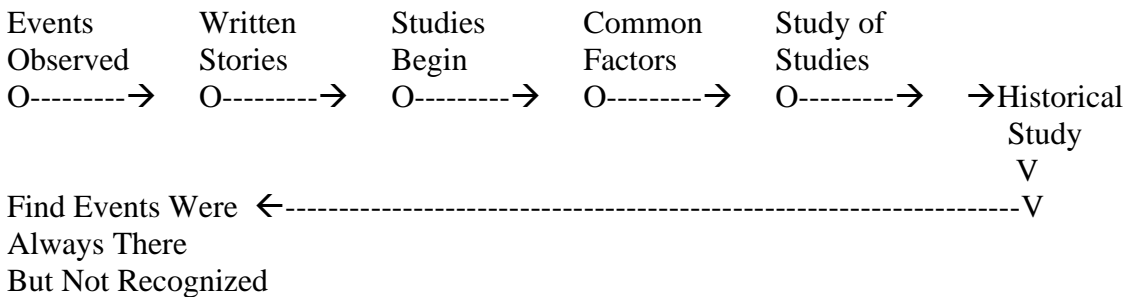 Events Written Studies Common Study of
Observed Stories Begin Factors Studies
O---------→ O---------→ O---------→ O---------→ O---------→ →Historical
Study
V
Find Events Were ←--------------------------------------------------------------------V
Always There
But Not Recognized